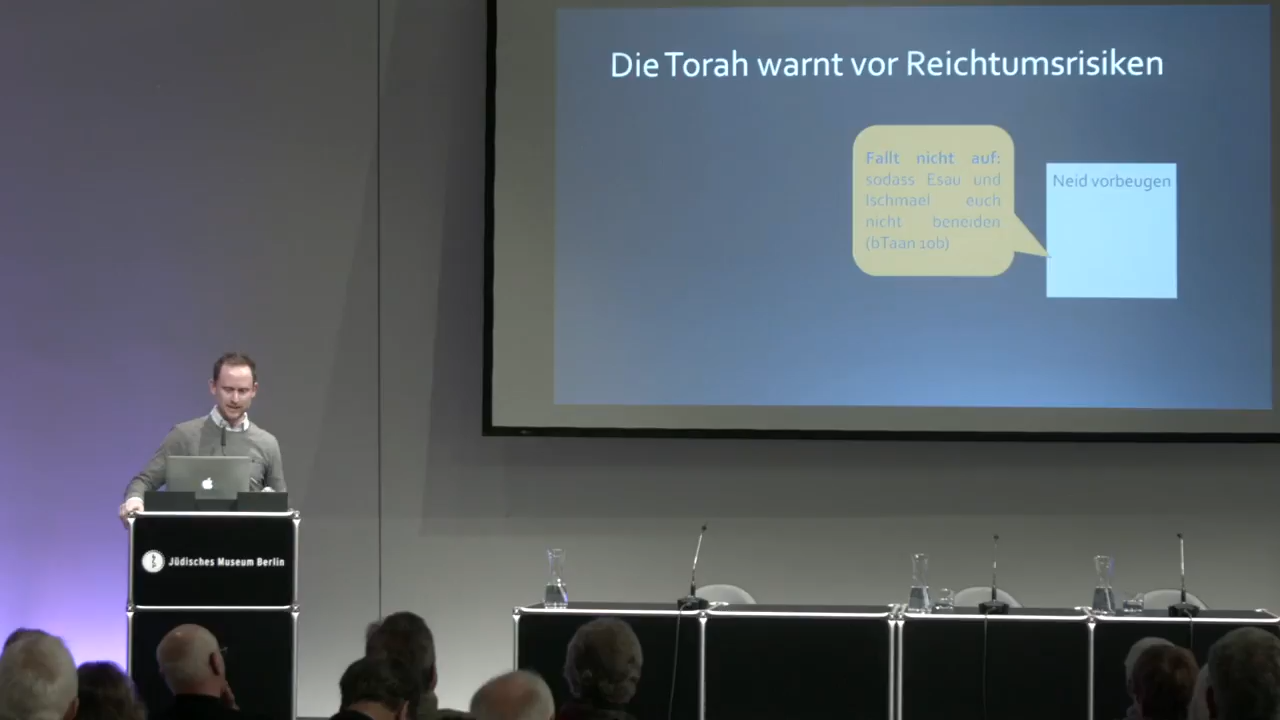 Die Torah warnt vor Reichtumsrisiken
Fallt nicht auf:
sodass Esau und
Ischmael euch
nicht beneiden
(bTaan 10b)
Neid vorbeugen
Jüdisches Museum Berlin